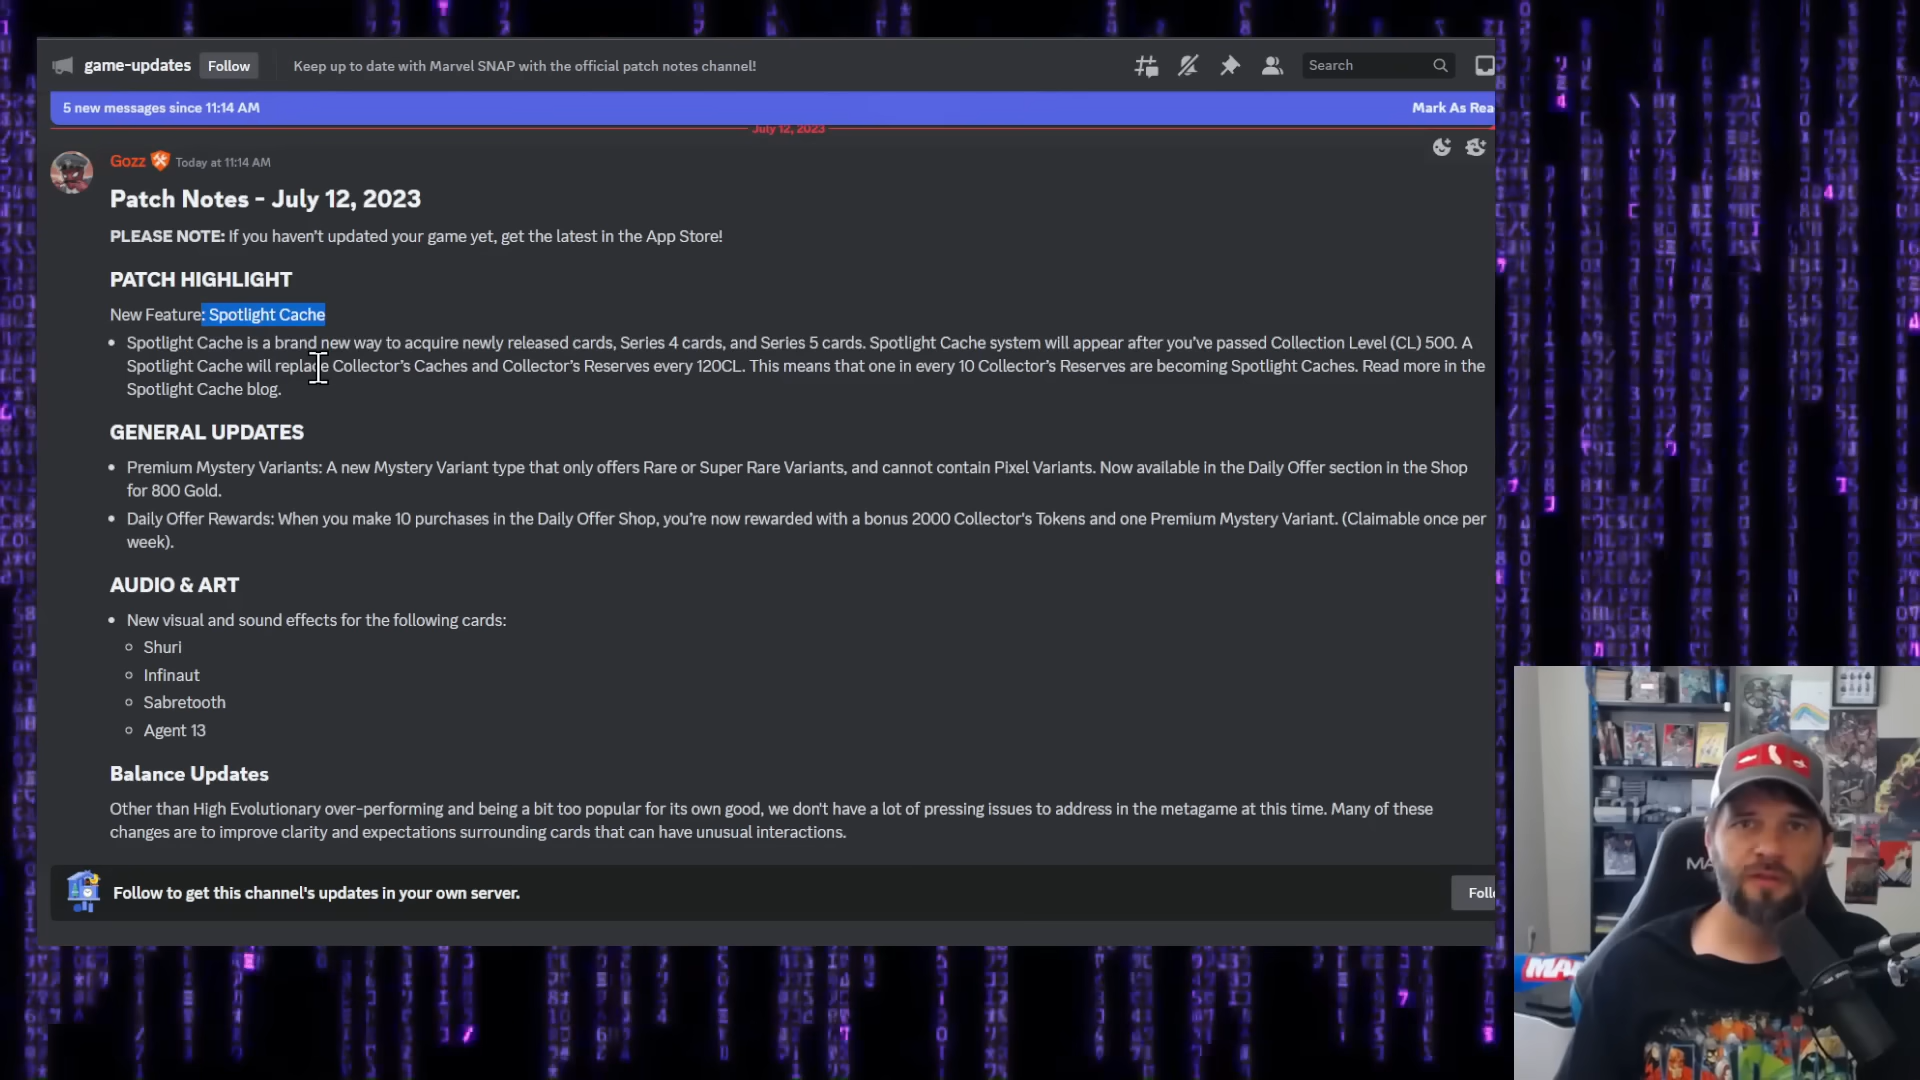 game-updates
Follow
Keep up to date with Marvel SNAP with the official patch notes channel!
Search
5 new messages since 11:14 AM
Mark As Rea
July 12, 2023
Gozz Today at 11:14 AM
Patch Notes - July 12, 2023
PLEASE NOTE: If you haven’t updated your game yet, get the latest in the App Store!
PATCH HIGHLIGHT
New Feature: Spotlight Cache
• Spotlight Cache is a brand new way to acquire newly released cards, Series 4 cards, and Series 5 cards. Spotlight Cache system will appear after you’ve passed Collection Level (CL) 500. A
Spotlight Cache will replace Collector’s Caches and Collector’s Reserves every 120CL. This means that one in every 10 Collector’s Reserves are becoming Spotlight Caches. Read more in the
Spotlight Cache blog.
GENERAL UPDATES
• Premium Mystery Variants: A new Mystery Variant type that only offers Rare or Super Rare Variants, and cannot contain Pixel Variants. Now available in the Daily Offer section in the Shop
for 800 Gold.
• Daily Offer Rewards: When you make 10 purchases in the Daily Offer Shop, you’re now rewarded with a bonus 2000 Collector's Tokens and one Premium Mystery Variant. (Claimable once per
week).
AUDIO & ART
• New visual and sound effects for the following cards:
◦ Shuri
◦ Infinaut
◦ Sabretooth
◦ Agent 13
Balance Updates
Other than High Evolutionary over-performing and being a bit too popular for its own good, we don't have a lot of pressing issues to address in the metagame at this time. Many of these
changes are to improve clarity and expectations surrounding cards that can have unusual interactions.
Follow to get this channel's updates in your own server.
Follo
MA
MA